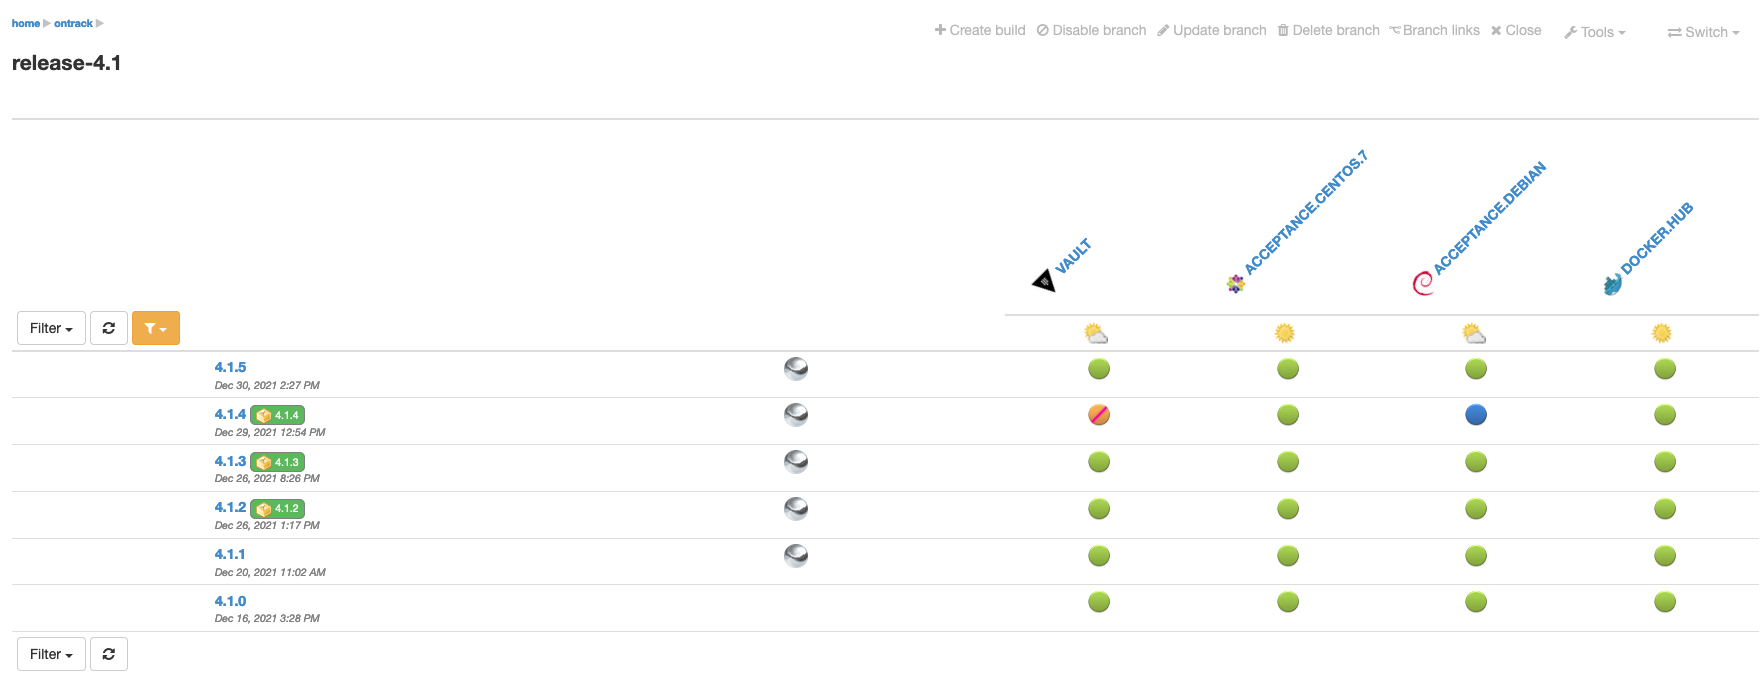 home ontrack
Create build Disable branch Update branch Delete branch Branch links Close Tools Switch
release-4.1
VAULT
ACCEPTANCE.CENTOS.7
ACCEPTANCE.DEBIAN
DOCKER.HUB
Filter
4.1.5
Dec 30, 2021 2:27 PM
4.1.4 4.1.4
Dec 29, 2021 12:54 PM
4.1.3 4.1.3
Dec 26, 2021 8:26 PM
4.1.2 4.1.2
Dec 26, 2021 1:17 PM
4.1.1
Dec 20, 2021 11:02 AM
4.1.0
Dec 16, 2021 3:28 PM
Filter